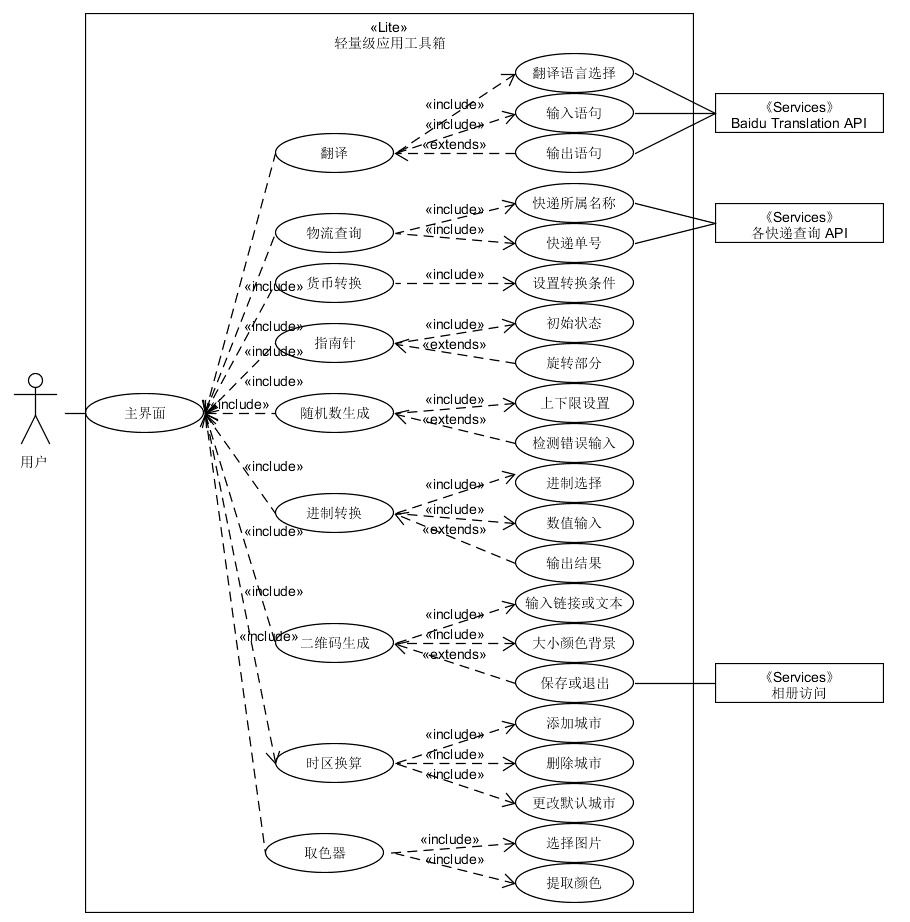 «Lite»
轻量级应用工具箱
翻译语言选择
«include»
输入语句
«include»
«extends»
输出语句
翻译
《Services》
Baidu Translation API
快递所属名称
«include»
«include»
快递单号
物流查询
《Services》
各快递查询 API
货币转换
«include»
«include»
设置转换条件
初始状态
«include»
«include»
«extends»
指南针
«include»
旋转部分
«include»
上下限设置
«include»
«include»
主界面
随机数生成
«extends»
检测错误输入
用户
«include»
进制选择
«include»
«include»
进制转换
数值输入
«extends»
«include»
输出结果
«include»
输入链接或文本
«include»
«include»
«include»
二维码生成
大小颜色背景
«extends»
保存或退出
《Services》
相册访问
添加城市
«include»
«include»
时区换算
删除城市
«include»
更改默认城市
«include»
选择图片
取色器
«include»
提取颜色